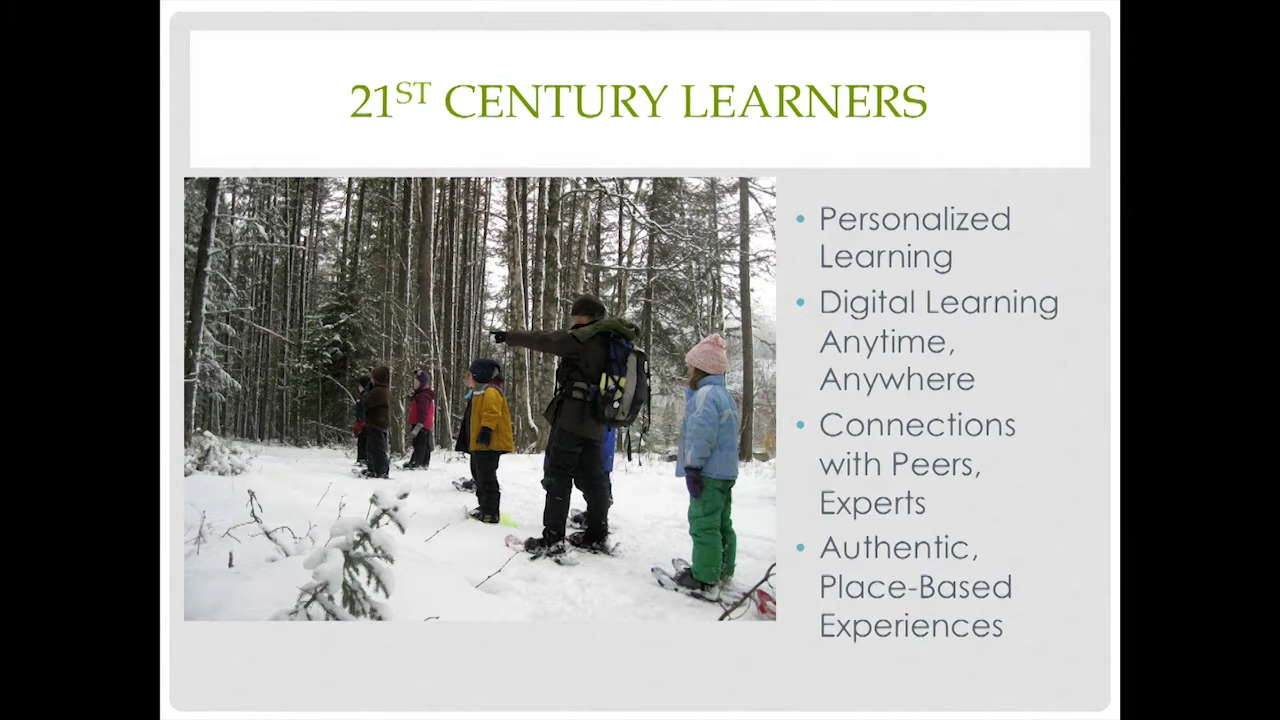 21ST CENTURY LEARNERS
• Personalized
Learning
• Digital Learning
Anytime,
Anywhere
• Connections
with Peers,
Experts
• Authentic,
Place-Based
Experiences